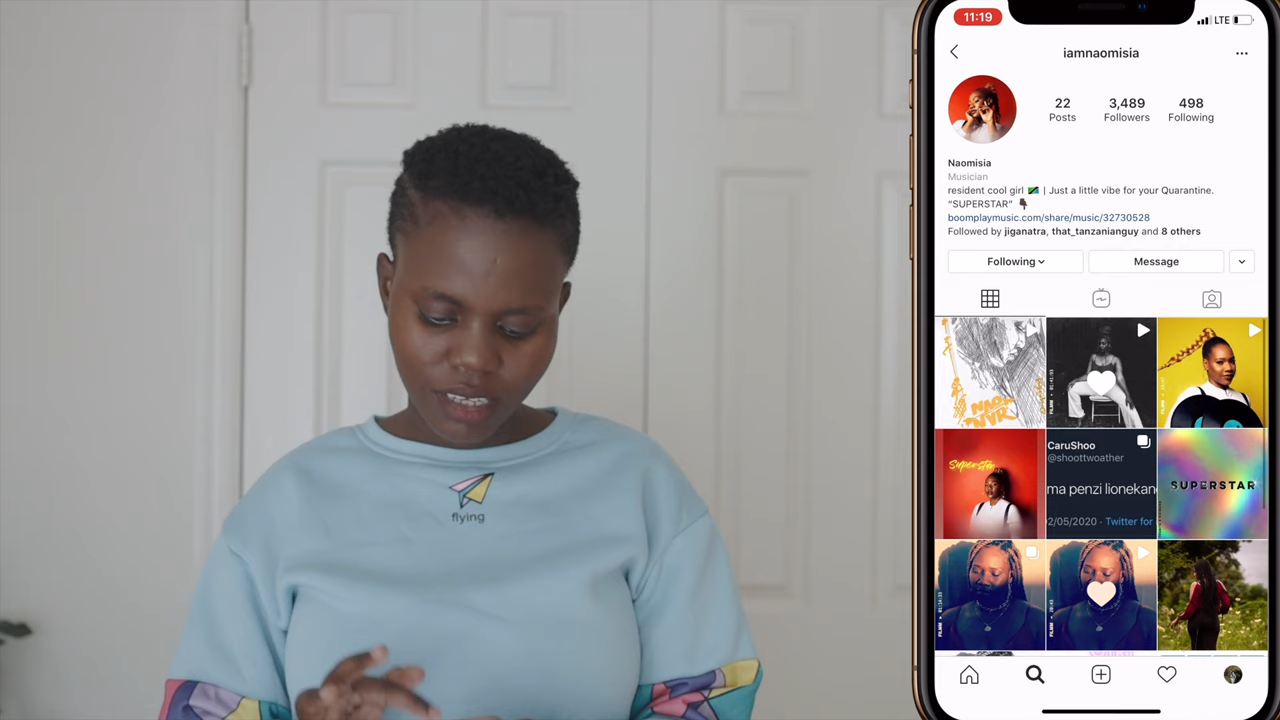 flying
11:19
LTE
iamnaomisia
22
3,489
498
Posts
Followers
Following
Naomisia
Musician
resident cool girl 🇹🇿 | Just a little vibe for your Quarantine.
“SUPERSTAR” 👇🏿
boomplaymusic.com/share/music/32730528
Followed by jiganatra, that_tanzanianguy and 8 others
Following
Message
Superstar
CaruShoo
@shoottwoather
ma penzi lionekan
2/05/2020 · Twitter for
SUPERSTAR